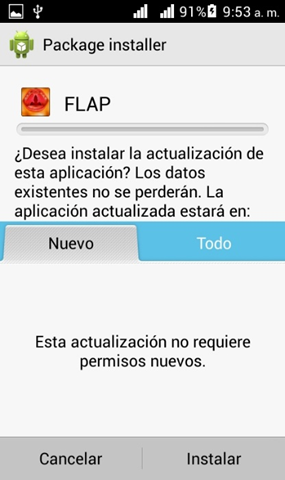 91% 9:53 a. m.
Package installer
FLAP
¿Desea instalar la actualización de
esta aplicación? Los datos
existentes no se perderán. La
aplicación actualizada estará en:
Nuevo Todo
Esta actualización no requiere
permisos nuevos.
Cancelar Instalar